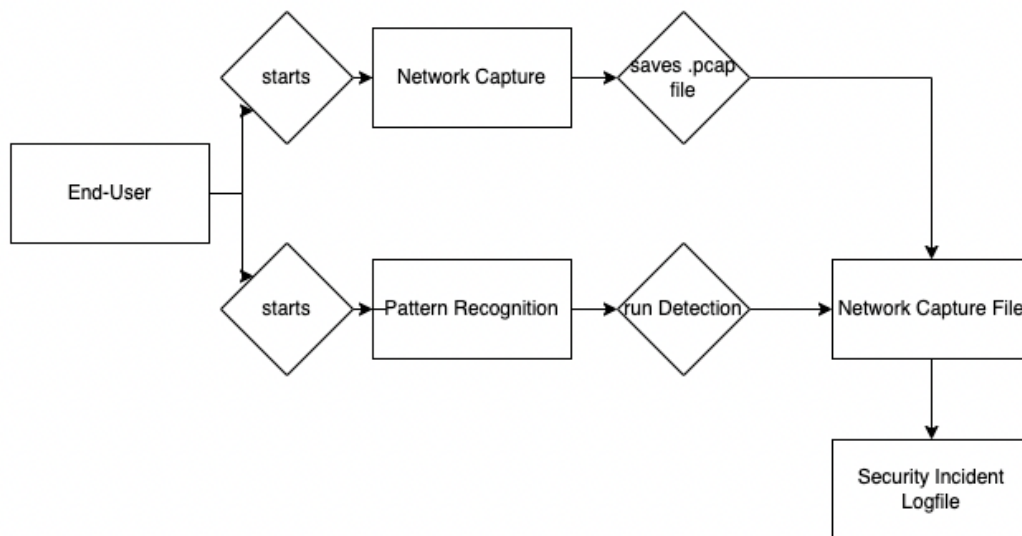 starts
Network Capture
saves .pcap
file
End-User
starts
Pattern Recognition
run Detection
Network Capture File
Security Incident
Logfile